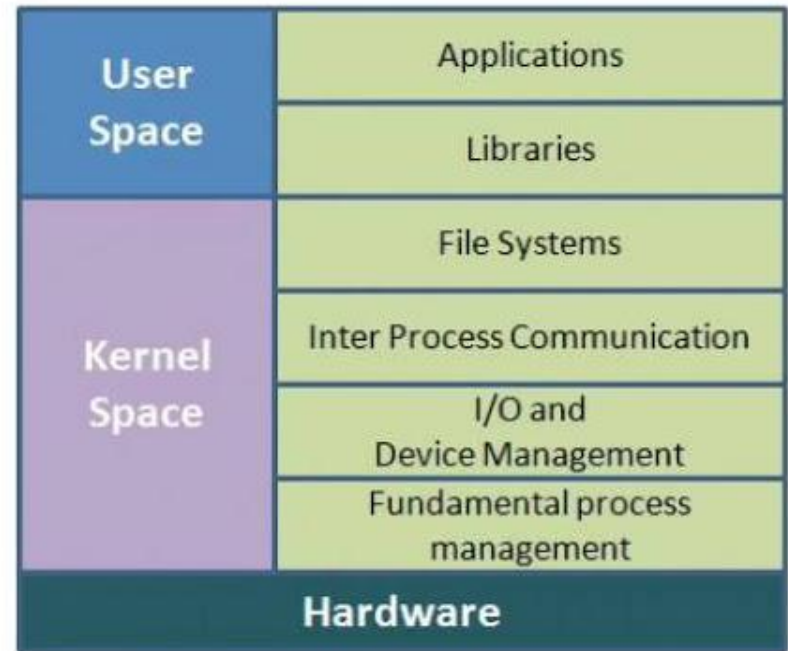 User
Space
Applications
Libraries
Kernel
Space
File Systems
Inter Process Communication
I/O and
Device Management
Fundamental process
management
Hardware